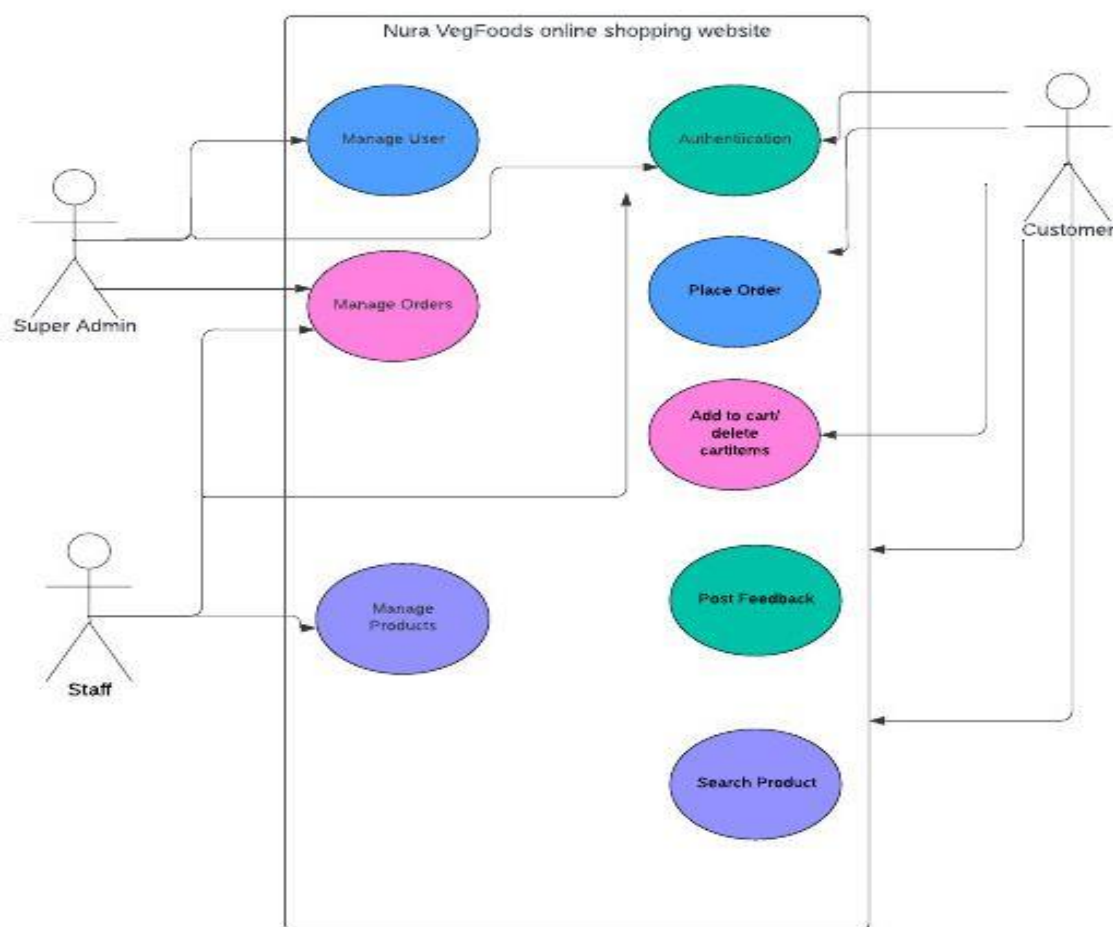 Nura VegFoods online shopping website
Manage User
Authentiication
Customer
Super Admin
Manage Orders
Place Order
Add to cart/
delete
cartitems
Manage
Products
Post Feedback
Staff
Search Product